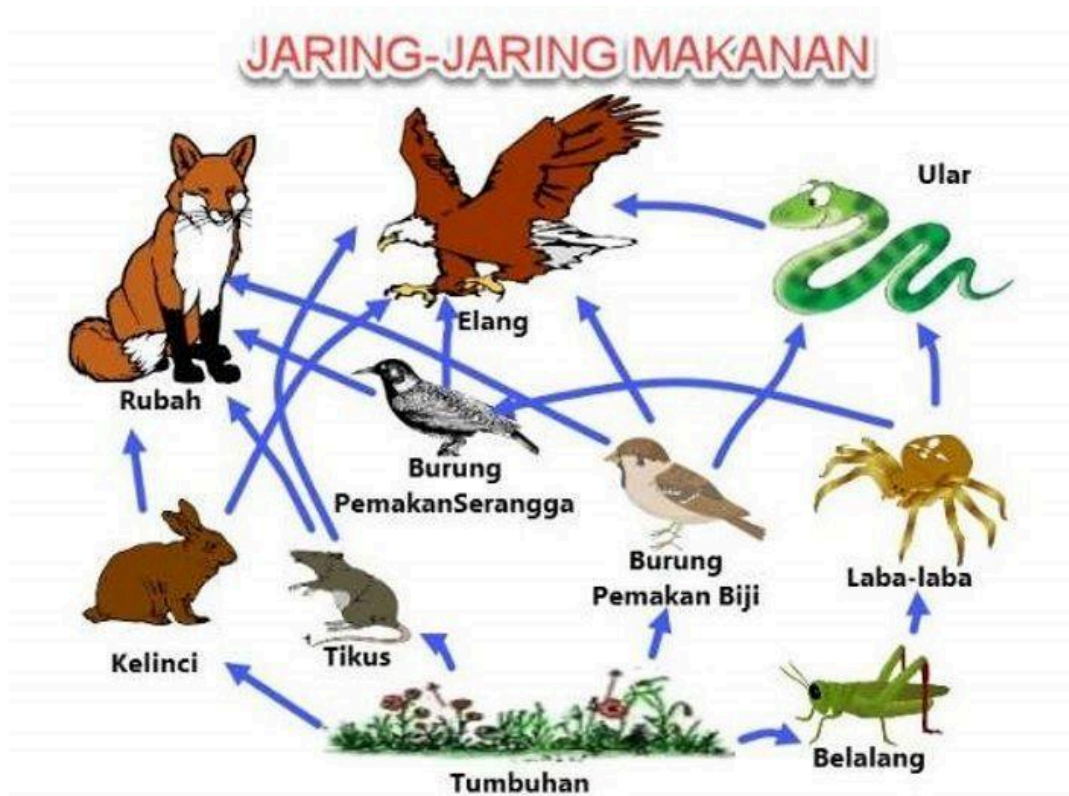 JARING-JARING MAKANAN
Ular
Elang
Rubah
Burung
PemakanSerangga
Burung
Pemakan Biji
Laba-laba
Kelinci
Tikus
Belalang
Tumbuhan